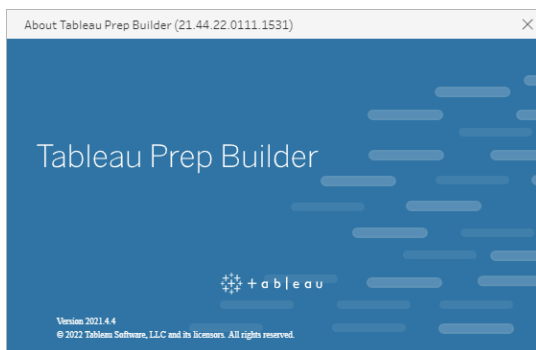 About Tableau Prep Builder (21.44.22.0111.1531)
Tableau Prep Builder
+ a b | e a u
Version 2021.4.4
© 2022 Tableau Software, LLC and its licensors. All rights reserved.